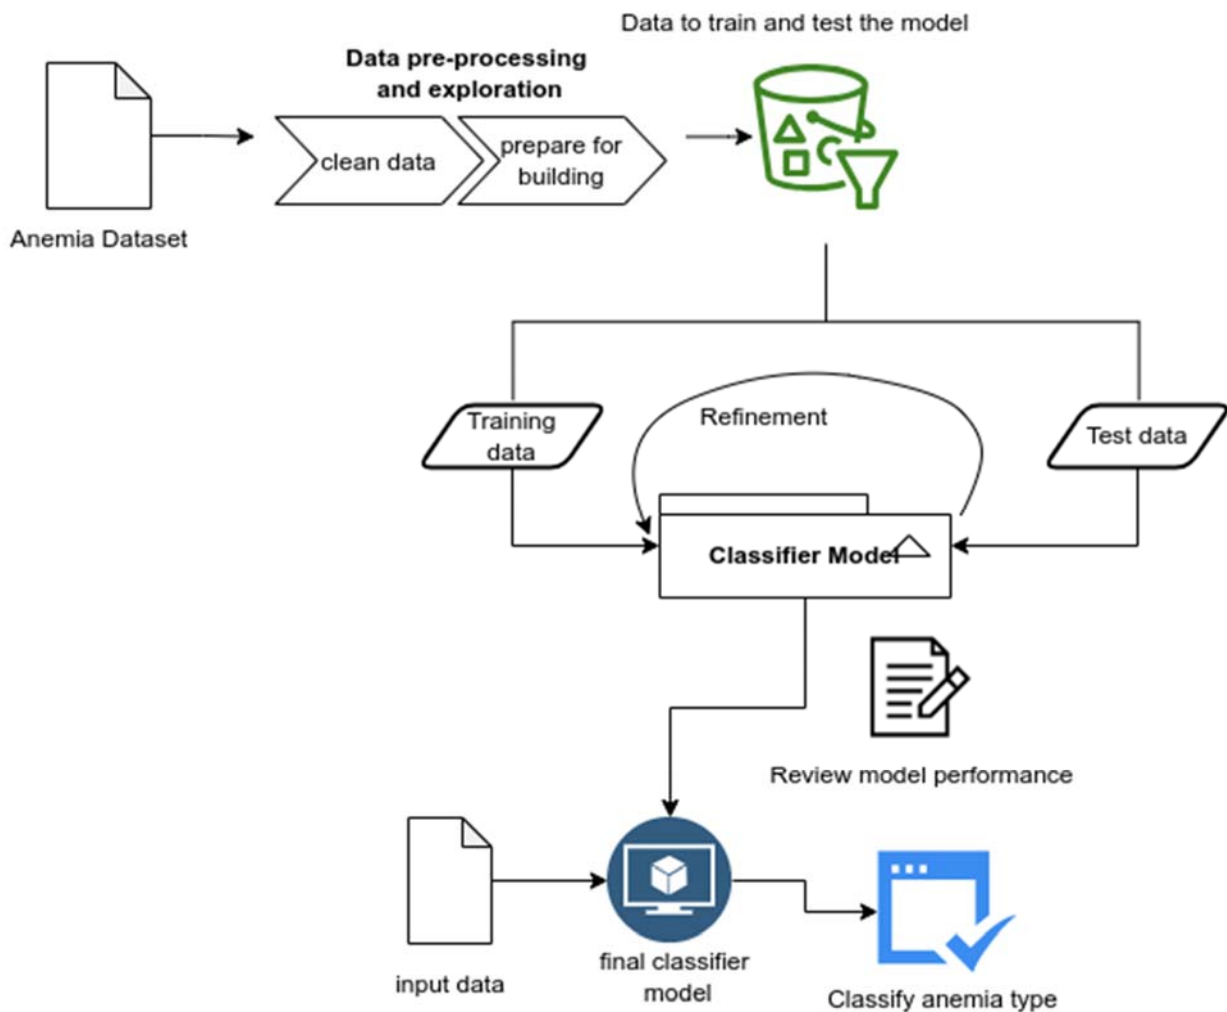 Data to train and test the model
Data pre-processing
and exploration
clean data
prepare for
building
Anemia Dataset
Training
data
Refinement
Test data
Classifier Model
Review model performance
input data
final classifier
model
Classify anemia type